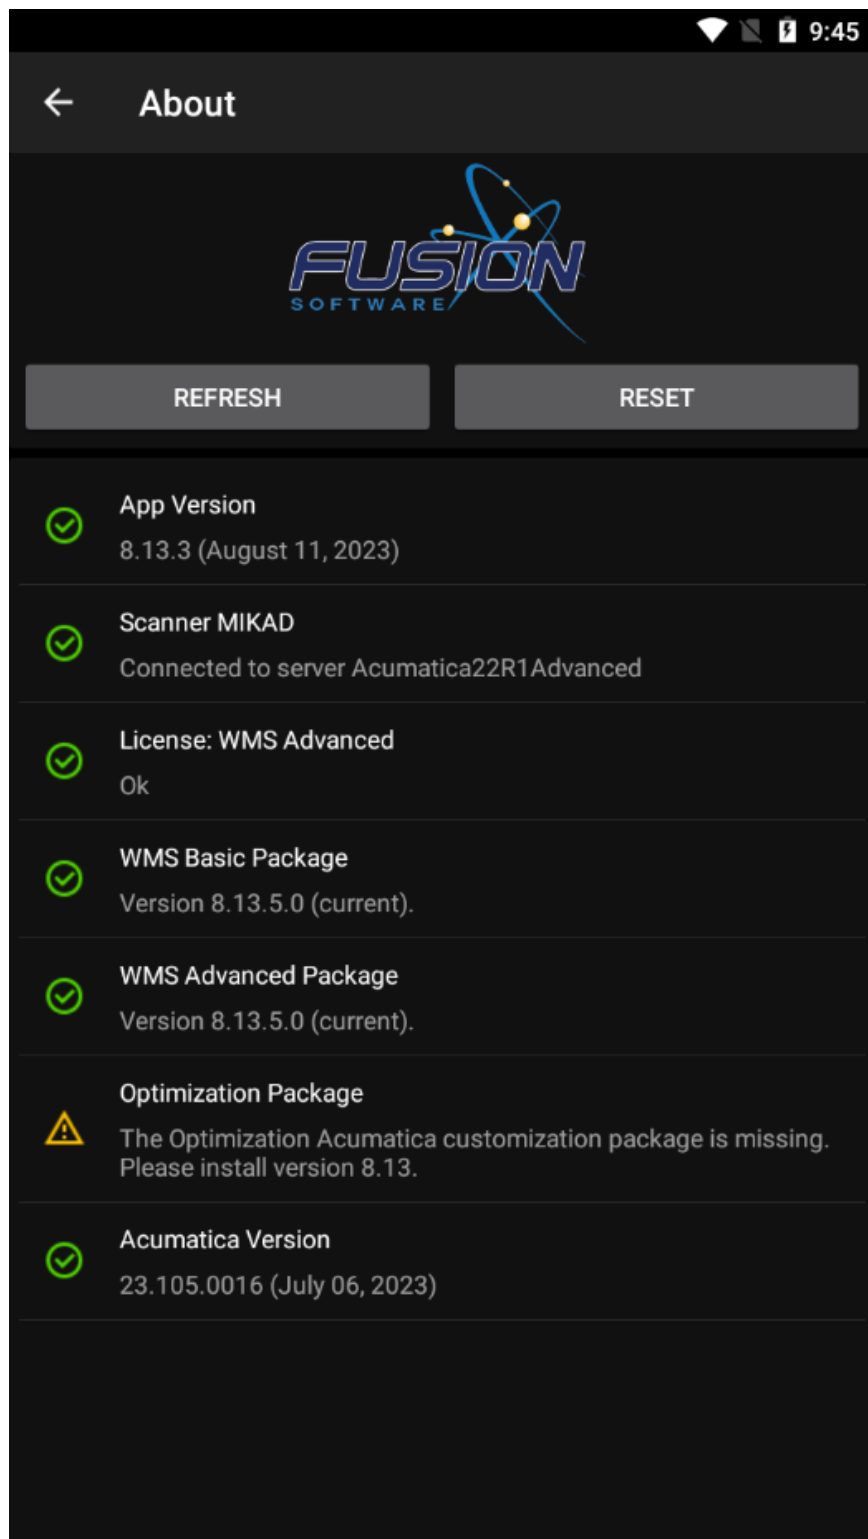 9:45
About
FUSION
SOFTWARE
REFRESH
RESET
App Version
8.13.3 (August 11, 2023)
Scanner MIKAD
Connected to server Acumatica22R1Advanced
License: WMS Advanced
Ok
WMS Basic Package
Version 8.13.5.0 (current).
WMS Advanced Package
Version 8.13.5.0 (current).
Optimization Package
The Optimization Acumatica customization package is missing.
Please install version 8.13.
Acumatica Version
23.105.0016 (July 06, 2023)